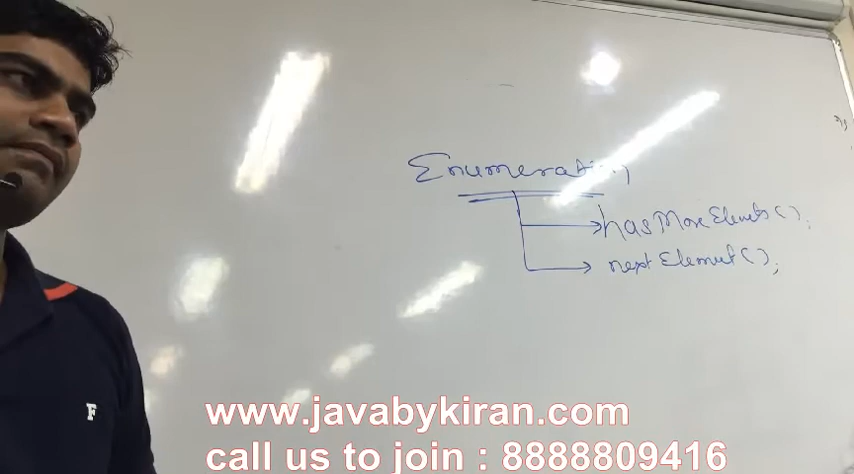 Enumeration
hasMoreElements();
nextElement();
F
www.javabykiran.com
call us to join : 8888809416